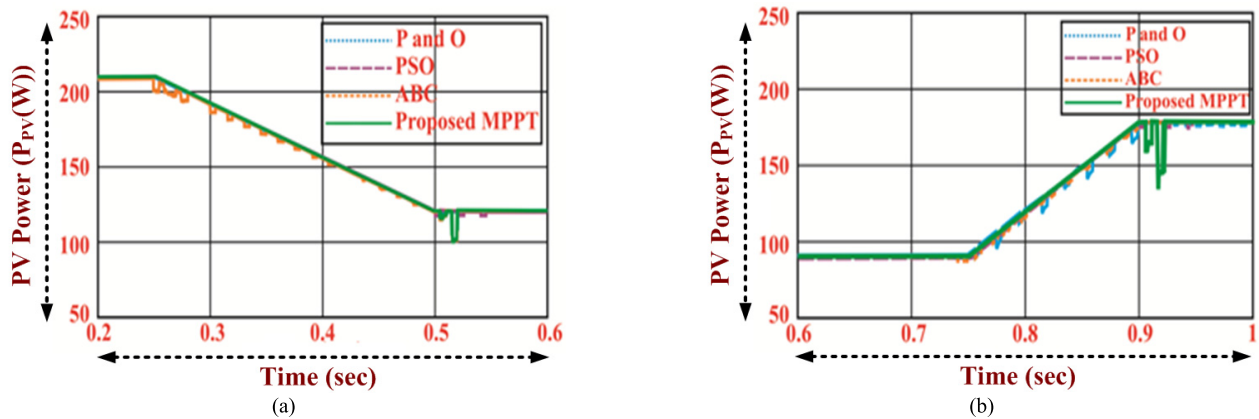 250
200
150
100
50
PV Power (P_PV(W))
P and O
PSO
ABC
Proposed MPPT
0.2 0.3 0.4 0.5 0.6
Time (sec)
(a)
250
200
150
100
50
PV Power (P_PV(W))
P and O
PSO
ABC
Proposed MPPT
0.6 0.7 0.8 0.9 1
Time (sec)
(b)